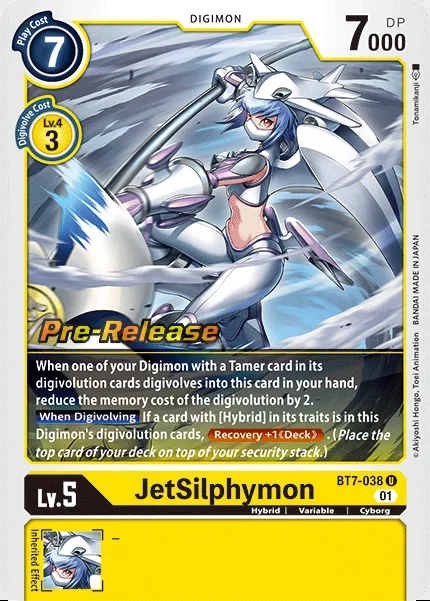 Play Cost
7
DIGIMON
7000 DP
Digivolve Cost
Lv.4
3
Tonamikanji
Pre-Release
When one of your Digimon with a Tamer card in its
digivolution cards digivolves into this card in your hand,
reduce the memory cost of the digivolution by 2.
When Digivolving If a card with [Hybrid] in its traits is in this
Digimon's digivolution cards, Recovery +1 《Deck》. (Place the
top card of your deck on top of your security stack.)
© Akiyoshi Hongo, Toei Animation BANDAI MADE IN JAPAN
Lv.5
JetSilphymon
BT7-038 U
01
Hybrid | Variable | Cyborg
Inherited Effect
–